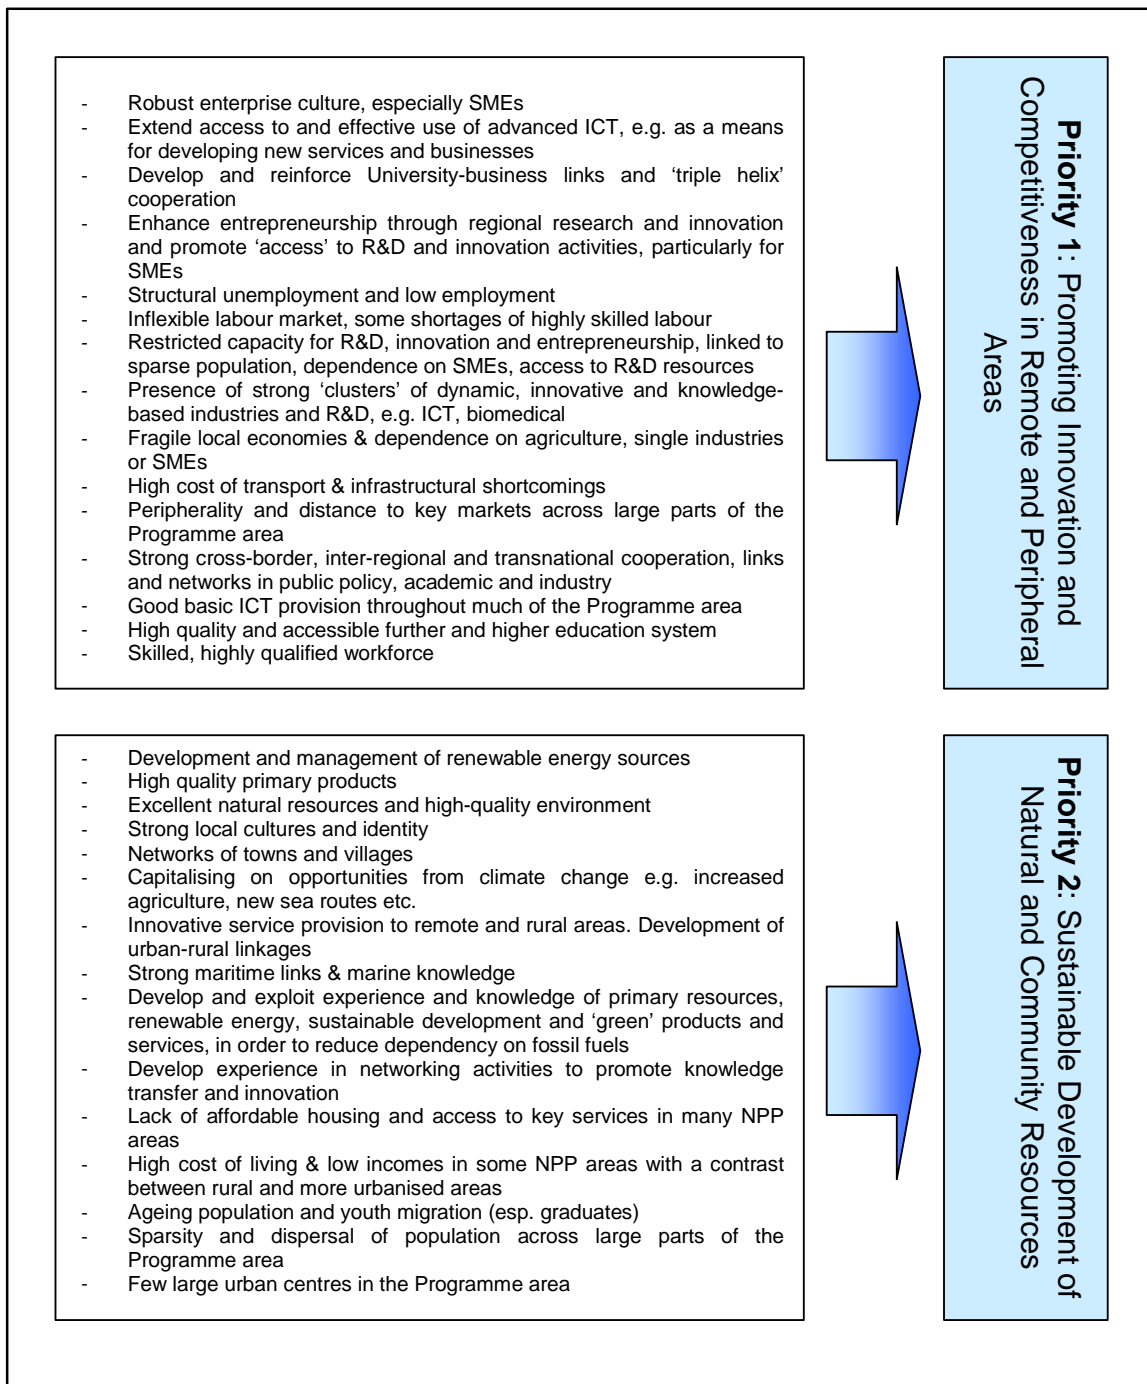 - Robust enterprise culture, especially SMEs
- Extend access to and effective use of advanced ICT, e.g. as a means
for developing new services and businesses
- Develop and reinforce University-business links and ‘triple helix’
cooperation
- Enhance entrepreneurship through regional research and innovation
and promote ‘access’ to R&D and innovation activities, particularly for
SMEs
- Structural unemployment and low employment
- Inflexible labour market, some shortages of highly skilled labour
- Restricted capacity for R&D, innovation and entrepreneurship, linked to
sparse population, dependence on SMEs, access to R&D resources
- Presence of strong ‘clusters’ of dynamic, innovative and knowledge-
based industries and R&D, e.g. ICT, biomedical
- Fragile local economies & dependence on agriculture, single industries
or SMEs
- High cost of transport & infrastructural shortcomings
- Peripherality and distance to key markets across large parts of the
Programme area
- Strong cross-border, inter-regional and transnational cooperation, links
and networks in public policy, academic and industry
- Good basic ICT provision throughout much of the Programme area
- High quality and accessible further and higher education system
- Skilled, highly qualified workforce
Priority 1: Promoting Innovation and
Competitiveness in Remote and Peripheral
Areas
- Development and management of renewable energy sources
- High quality primary products
- Excellent natural resources and high-quality environment
- Strong local cultures and identity
- Networks of towns and villages
- Capitalising on opportunities from climate change e.g. increased
agriculture, new sea routes etc.
- Innovative service provision to remote and rural areas. Development of
urban-rural linkages
- Strong maritime links & marine knowledge
- Develop and exploit experience and knowledge of primary resources,
renewable energy, sustainable development and ‘green’ products and
services, in order to reduce dependency on fossil fuels
- Develop experience in networking activities to promote knowledge
transfer and innovation
- Lack of affordable housing and access to key services in many NPP
areas
- High cost of living & low incomes in some NPP areas with a contrast
between rural and more urbanised areas
- Ageing population and youth migration (esp. graduates)
- Sparsity and dispersal of population across large parts of the
Programme area
- Few large urban centres in the Programme area
Priority 2: Sustainable Development of
Natural and Community Resources